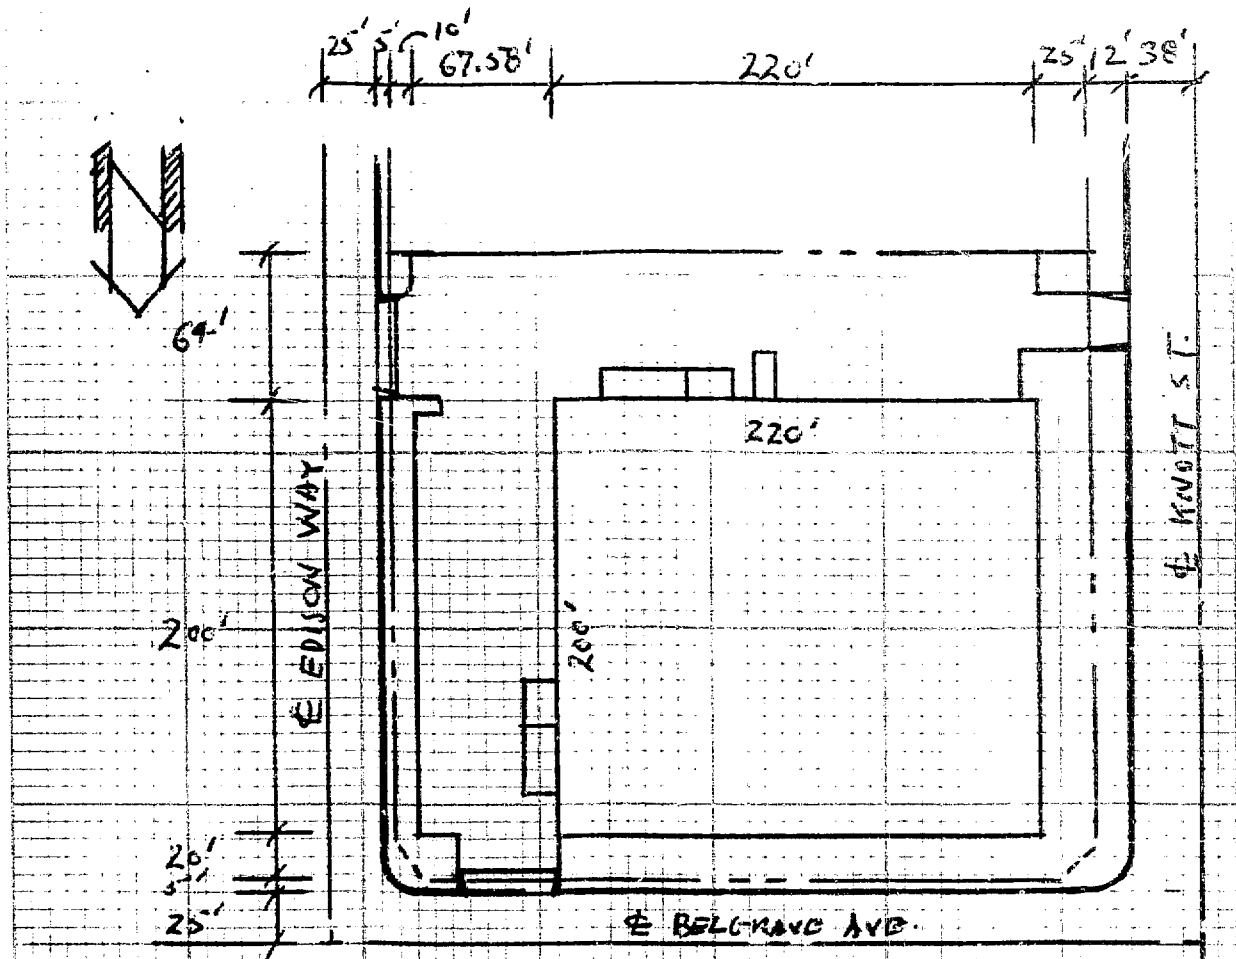 25' 5' 10' 67.58' 220' 25' 12' 38'
64'
220'
200'
200'
℄ EDISON WAY
℄ KNOTT ST.
20'
5'
25'
℄ BELGRAVE AVE.